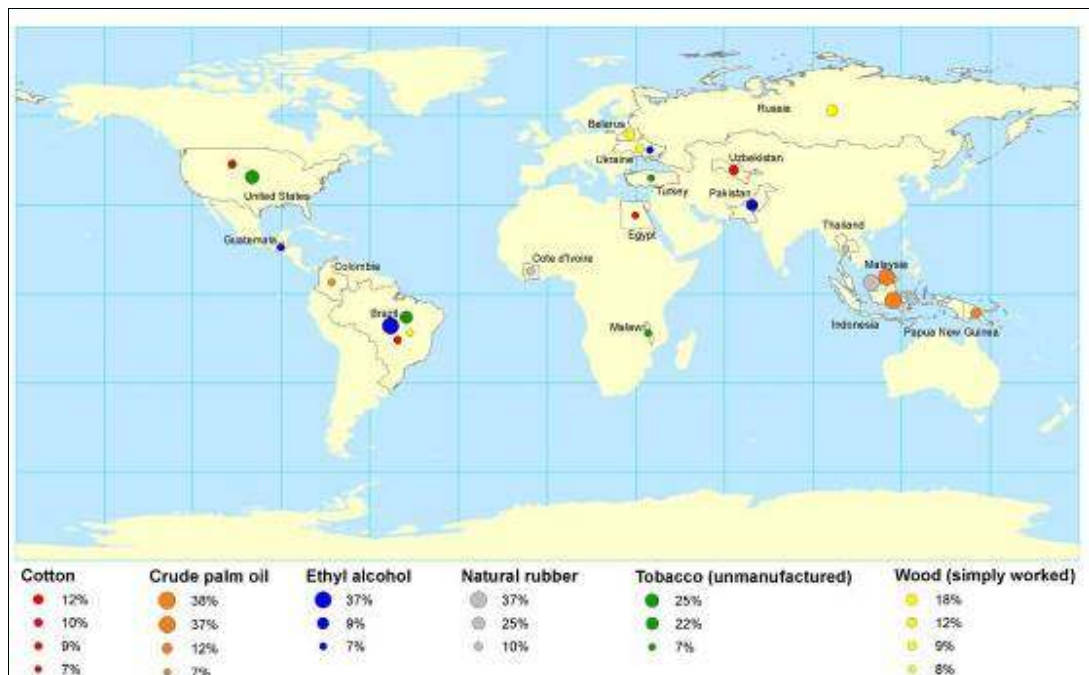 Russia
Belarus
Ukraine
Uzbekistan
United States
Turkey
Pakistan
Egypt
Thailand
Guatemala
Colombia
Cote d'Ivoire
Malaysia
Brazil
Malawi
Indonesia
Papua New Guinea
Cotton
12%
10%
9%
7%
Crude palm oil
38%
37%
12%
7%
Ethyl alcohol
37%
9%
7%
Natural rubber
37%
25%
10%
Tobacco (unmanufactured)
25%
22%
7%
Wood (simply worked)
18%
12%
9%
8%